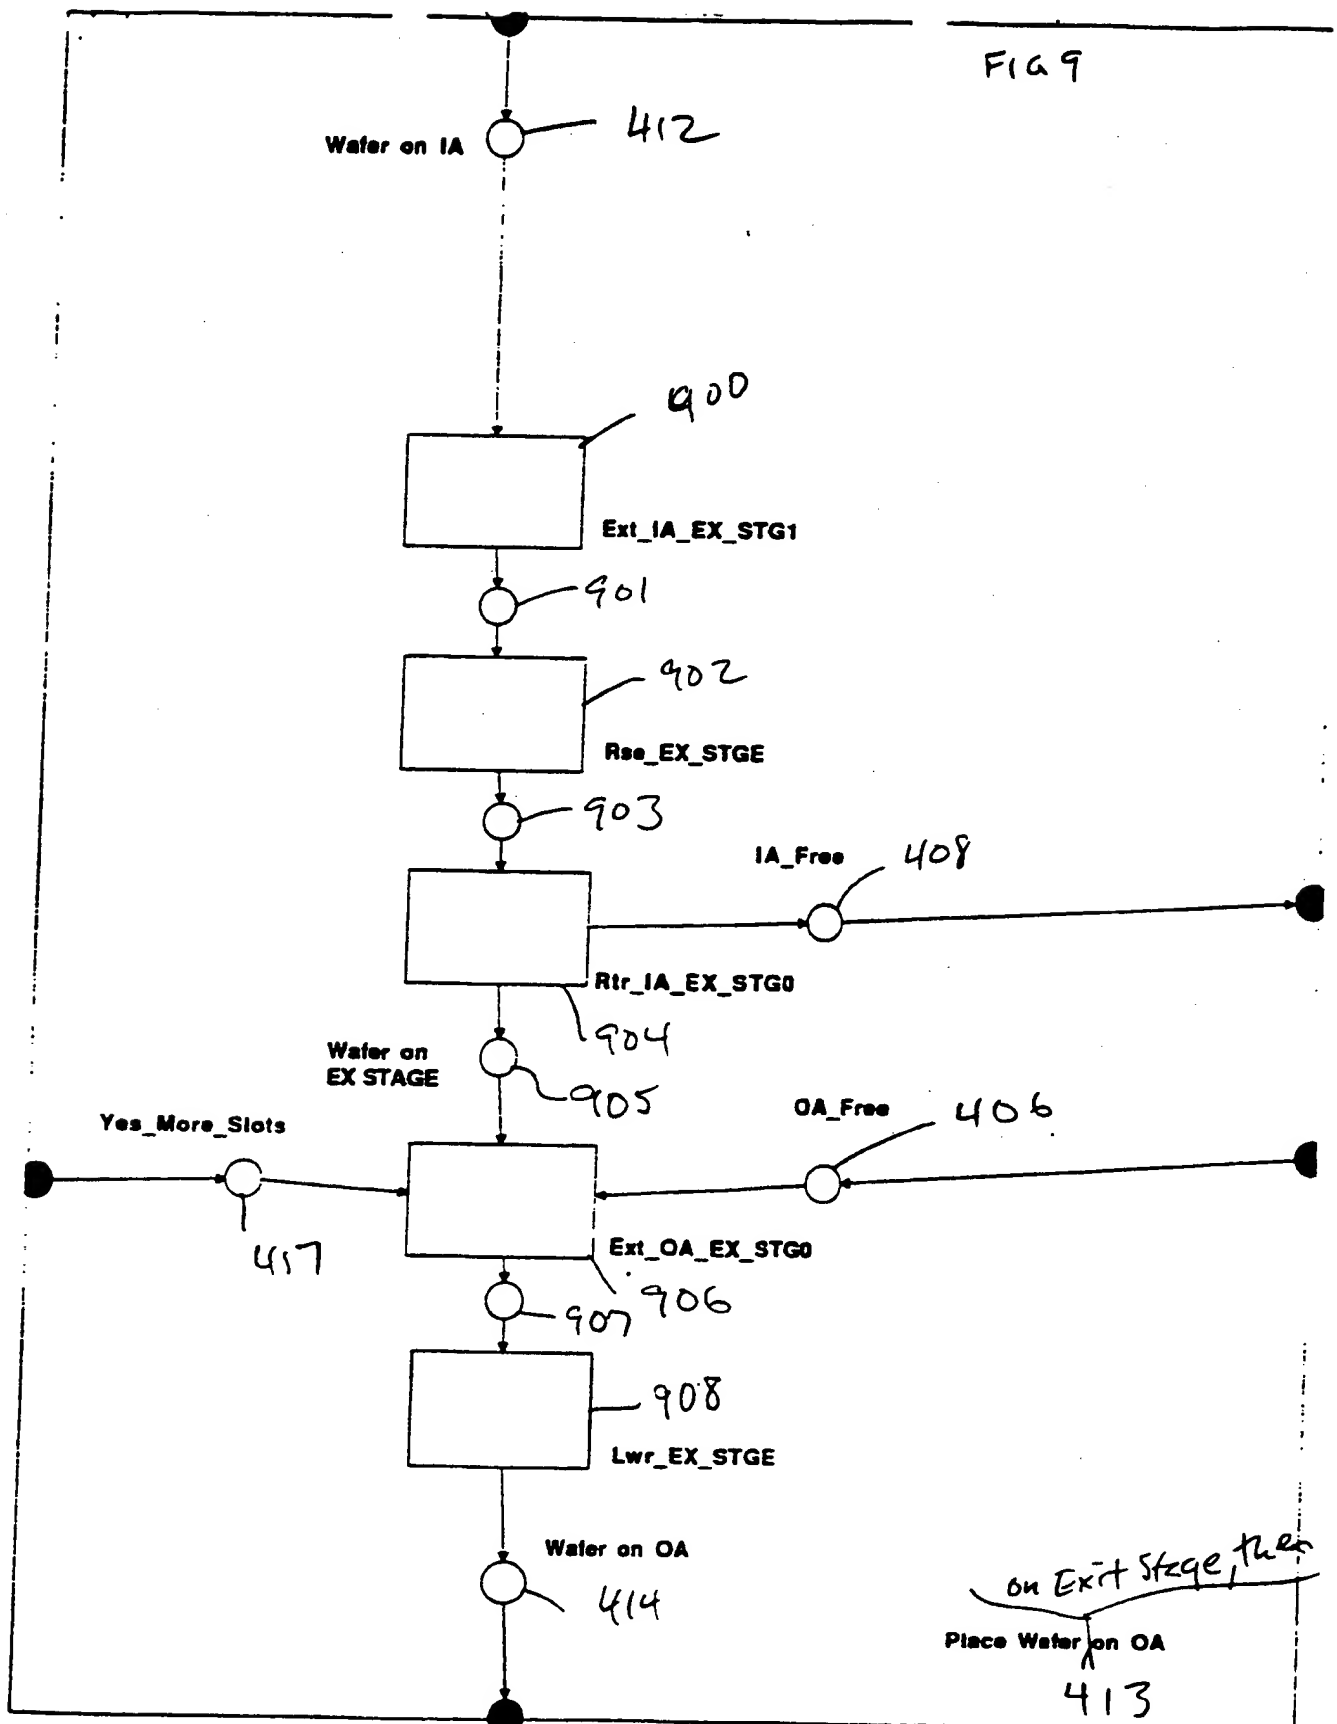 FIG 9
Wafer on IA
412
900
Ext_IA_EX_STG1
901
902
Rse_EX_STGE
903
IA_Free
408
Rtr_IA_EX_STG0
904
Wafer on
EX STAGE
905
Yes_More_Slots
OA_Free
406
417
Ext_OA_EX_STG0
906
907
908
Lwr_EX_STGE
Wafer on OA
414
on Exit Stage, then
Place Wafer on OA
413